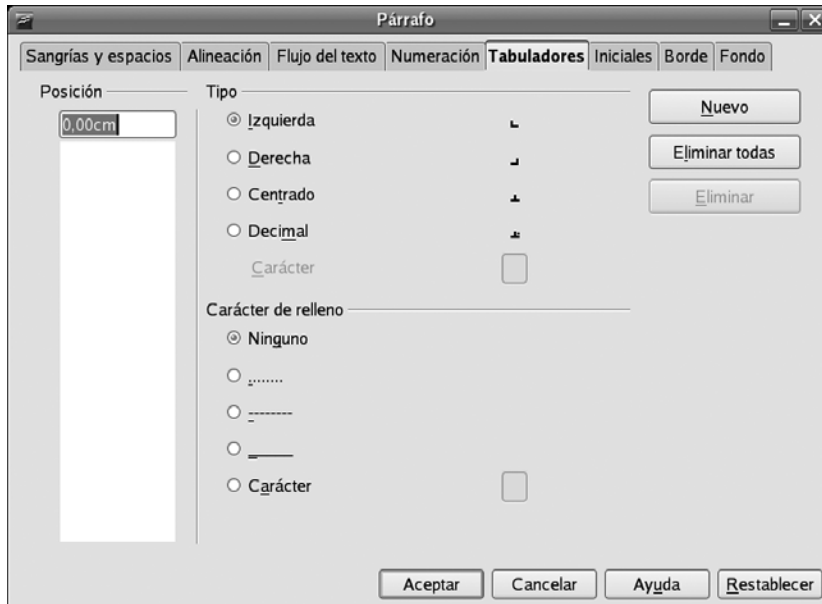 Párrafo
Sangrías y espacios Alineación Flujo del texto Numeración Tabuladores Iniciales Borde Fondo
Posición
0,00cm
Tipo
Izquierda
Derecha
Centrado
Decimal
Carácter
Carácter de relleno
Ninguno
.........
--------
______
Carácter
Nuevo
Eliminar todas
Eliminar
Aceptar Cancelar Ayuda Restablecer